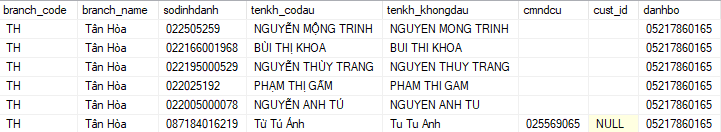 branch_code branch_name sodinhdanh tenkh_codau tenkh_khongdau cmndcu cust_id danhbo
TH Tân Hòa 022505259 NGUYỄN MỘNG TRINH NGUYEN MONG TRINH 05217860165
TH Tân Hòa 022166001968 BÙI THỊ KHOA BUI THI KHOA 05217860165
TH Tân Hòa 022195000529 NGUYỄN THÙY TRANG NGUYEN THUY TRANG 05217860165
TH Tân Hòa 022025192 PHẠM THỊ GẤM PHAM THI GAM 05217860165
TH Tân Hòa 022005000078 NGUYỄN ANH TÚ NGUYEN ANH TU 05217860165
TH Tân Hòa 087184016219 Từ Tú Ánh Tu Tu Anh 025569065 NULL 05217860165